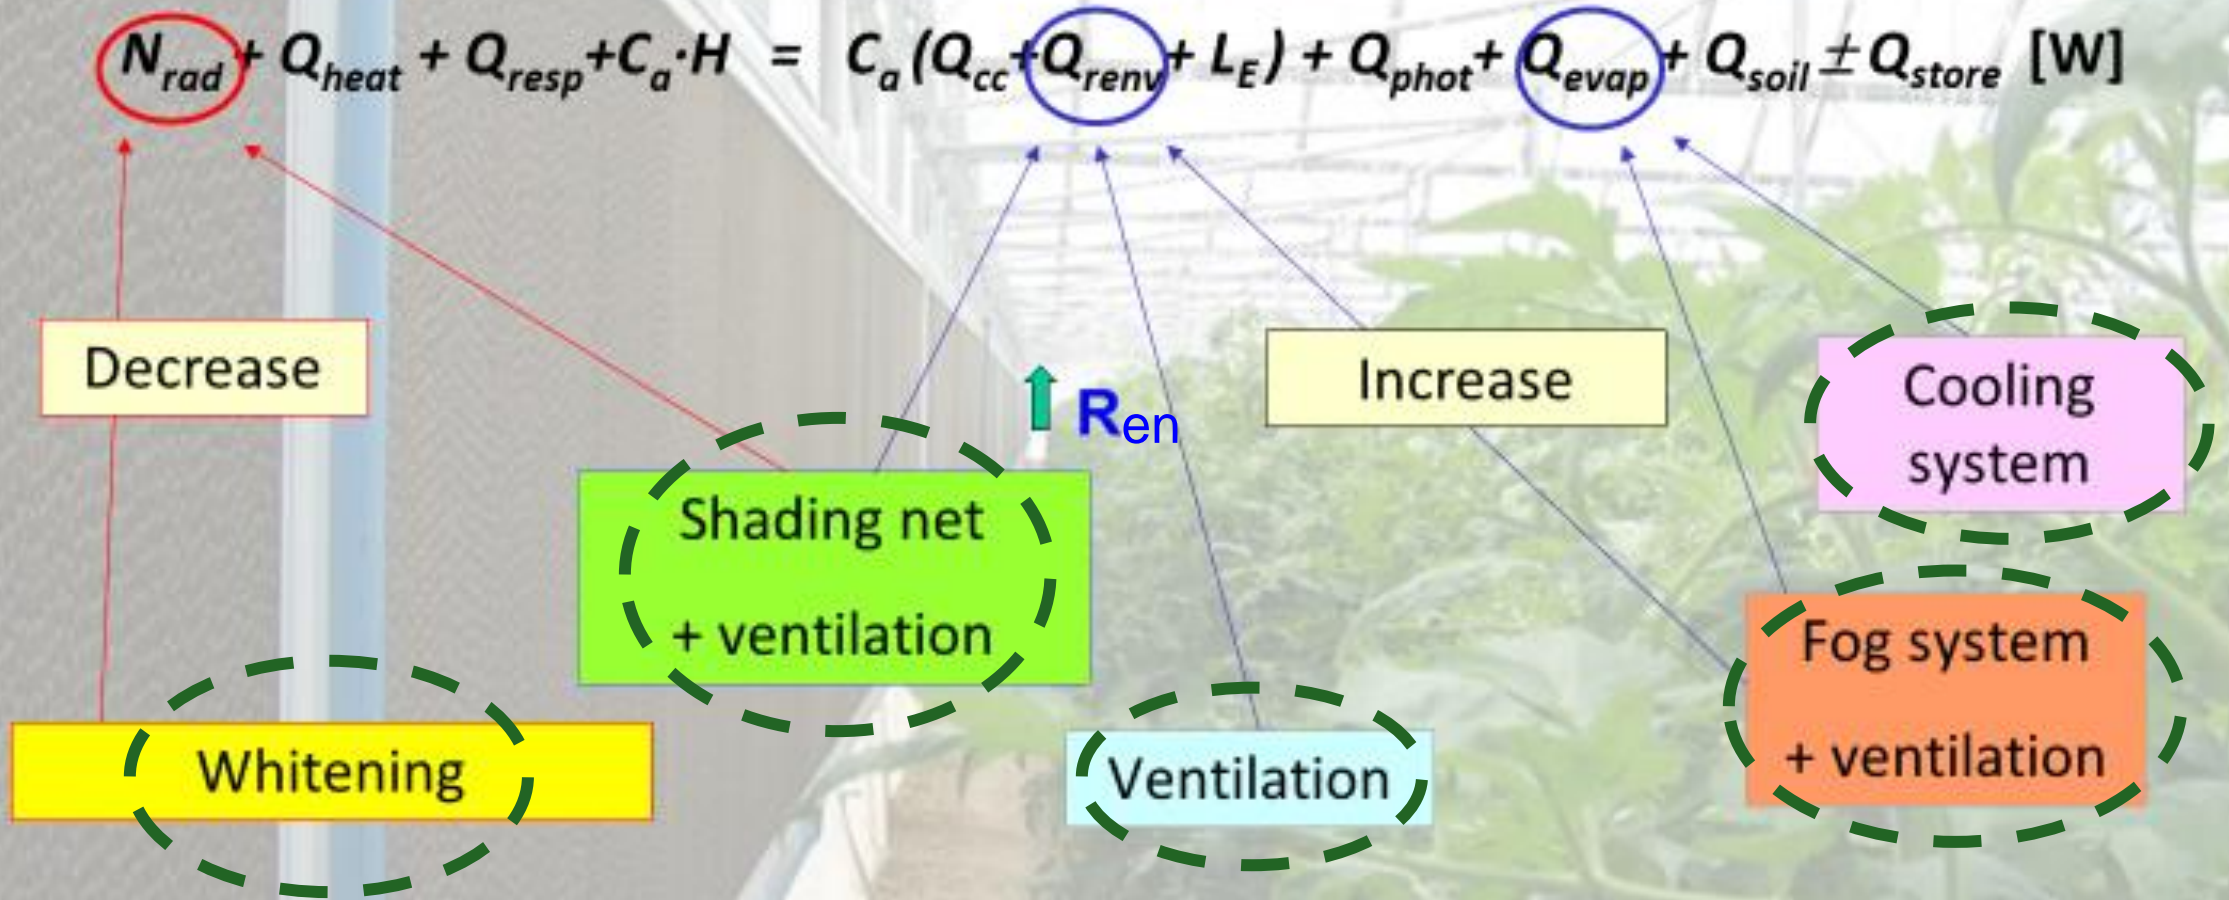 N_rad + Q_heat + Q_resp + C_a·H = C_a (Q_cc + Q_renv + L_E) + Q_phot + Q_evap + Q_soil ± Q_store [W]
Decrease
Increase
Cooling
system
R_en
Shading net
+ ventilation
Fog system
+ ventilation
Whitening
Ventilation